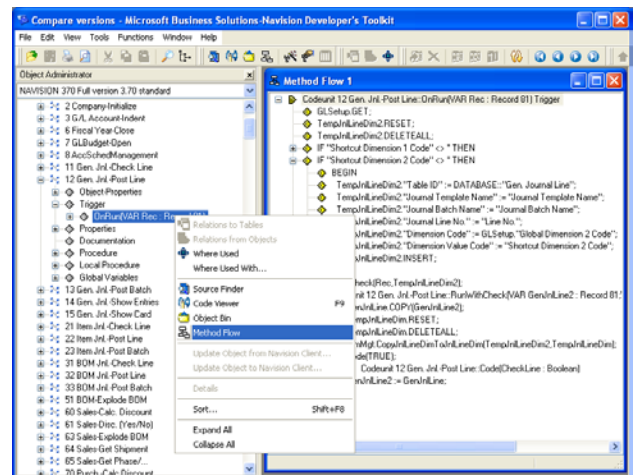 Compare versions - Microsoft Business Solutions-Navision Developer's Toolkit
File Edit View Tools Functions Window Help
Object Administrator
NAVISION 370 Full version 3.70 standard
2 Company-Initialize
3 G/L Account-Indent
6 Fiscal Year-Close
7 GLBudget-Open
8 AccSchedManagement
11 Gen. Jnl.-Check Line
12 Gen. Jnl.-Post Line
Object-Properties
Trigger
OnRun(VAR Rec : Record 81)
Properties
Documentation
Procedure
Local Procedure
Global Variables
13 Gen. Jnl.-Post Batch
14 Gen. Jnl.-Show Entries
15 Gen. Jnl.-Show Card
21 Item Jnl.-Check Line
22 Item Jnl.-Post Line
23 Item Jnl.-Post Batch
31 BOM Jnl.-Check Line
32 BOM Jnl.-Post Line
33 BOM Jnl.-Post Batch
51 BOM-Explode BOM
60 Sales-Calc. Discount
61 Sales-Disc. (Yes/No)
63 Sales-Explode BOM
64 Sales-Get Shipment
65 Sales-Get Phase/...
70 Purch.-Calc.Discount
Relations to Tables
Relations from Objects
Where Used
Where Used With...
Source Finder
Code Viewer F9
Object Bin
Method Flow
Update Object from Navision Client...
Update Object to Navision Client...
Details
Sort... Shift+F8
Expand All
Collapse All
Method Flow 1
Codeunit 12 Gen. Jnl.-Post Line::OnRun(VAR Rec : Record 81) Trigger
GLSetup.GET;
TempJnlLineDim2.RESET;
TempJnlLineDim2.DELETEALL;
IF "Shortcut Dimension 1 Code" <> '' THEN
IF "Shortcut Dimension 2 Code" <> '' THEN
BEGIN
TempJnlLineDim2."Table ID" := DATABASE::"Gen. Journal Line";
TempJnlLineDim2."Journal Template Name" := "Journal Template Name";
TempJnlLineDim2."Journal Batch Name" := "Journal Batch Name";
JnlLineDim2."Journal Line No." := "Line No.";
JnlLineDim2."Dimension Code" := GLSetup."Global Dimension 2 Code";
JnlLineDim2."Dimension Value Code" := "Shortcut Dimension 2 Code";
JnlLineDim2.INSERT;
heck(Rec,TempJnlLineDim2);
nit 12 Gen. Jnl.-Post Line::RunWithCheck(VAR GenJnlLine2 : Record 81;
enJnlLine.COPY(GenJnlLine2);
empJnlLineDim.RESET;
empJnlLineDim.DELETEALL;
mMgt.CopyJnlLineDimToJnlLineDim(TempJnlLineDim2,TempJnlLineDim);
ode(TRUE);
Codeunit 12 Gen. Jnl.-Post Line::Code(CheckLine : Boolean)
enJnlLine2 := GenJnlLine;